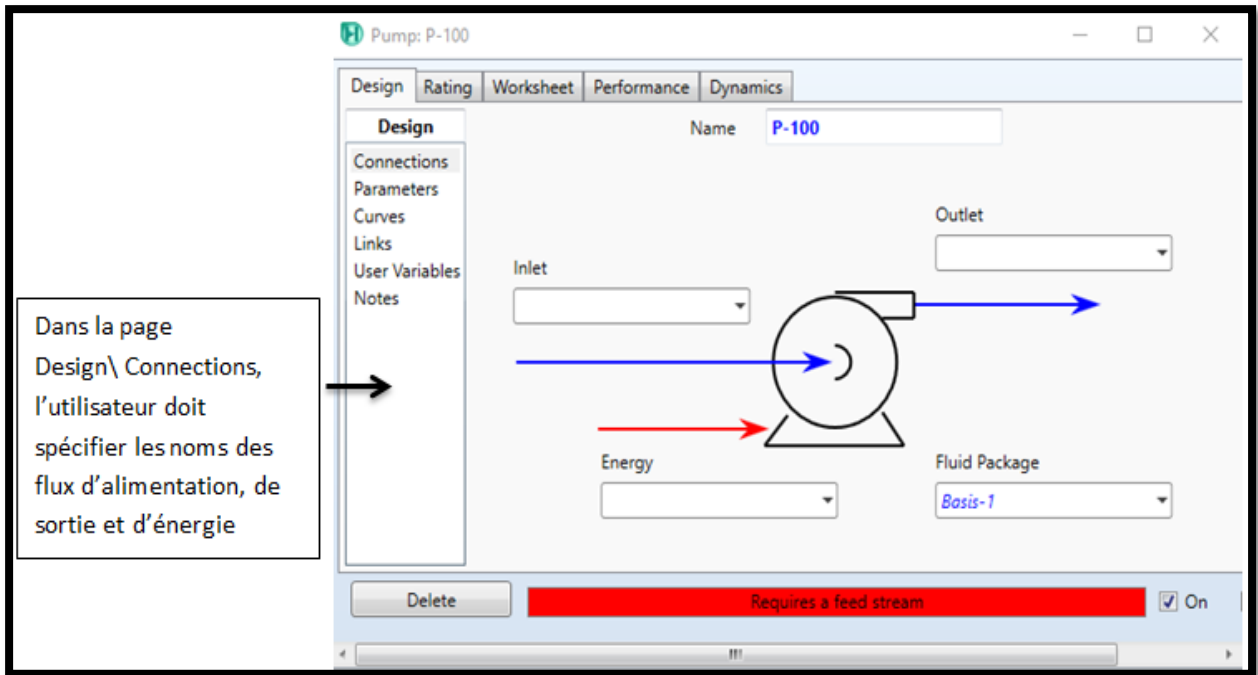 Pump: P-100
Design Rating Worksheet Performance Dynamics
Design
Connections
Parameters
Curves
Links
User Variables
Notes
Name P-100
Outlet
Inlet
Energy
Fluid Package
Basis-1
Dans la page
Design\ Connections,
l’utilisateur doit
spécifier les noms des
flux d’alimentation, de
sortie et d’énergie
Delete
Requires a feed stream
On